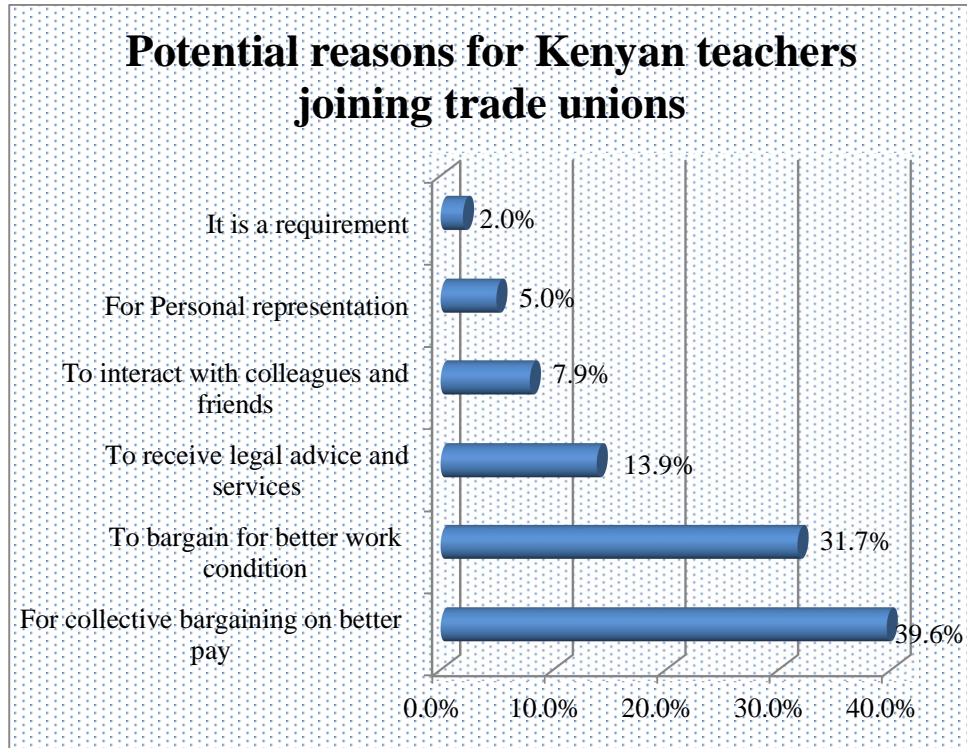 Potential reasons for Kenyan teachers
joining trade unions
It is a requirement
2.0%
For Personal representation
5.0%
To interact with colleagues and
friends
7.9%
To receive legal advice and
services
13.9%
To bargain for better work
condition
31.7%
For collective bargaining on better
pay
39.6%
0.0% 10.0% 20.0% 30.0% 40.0%